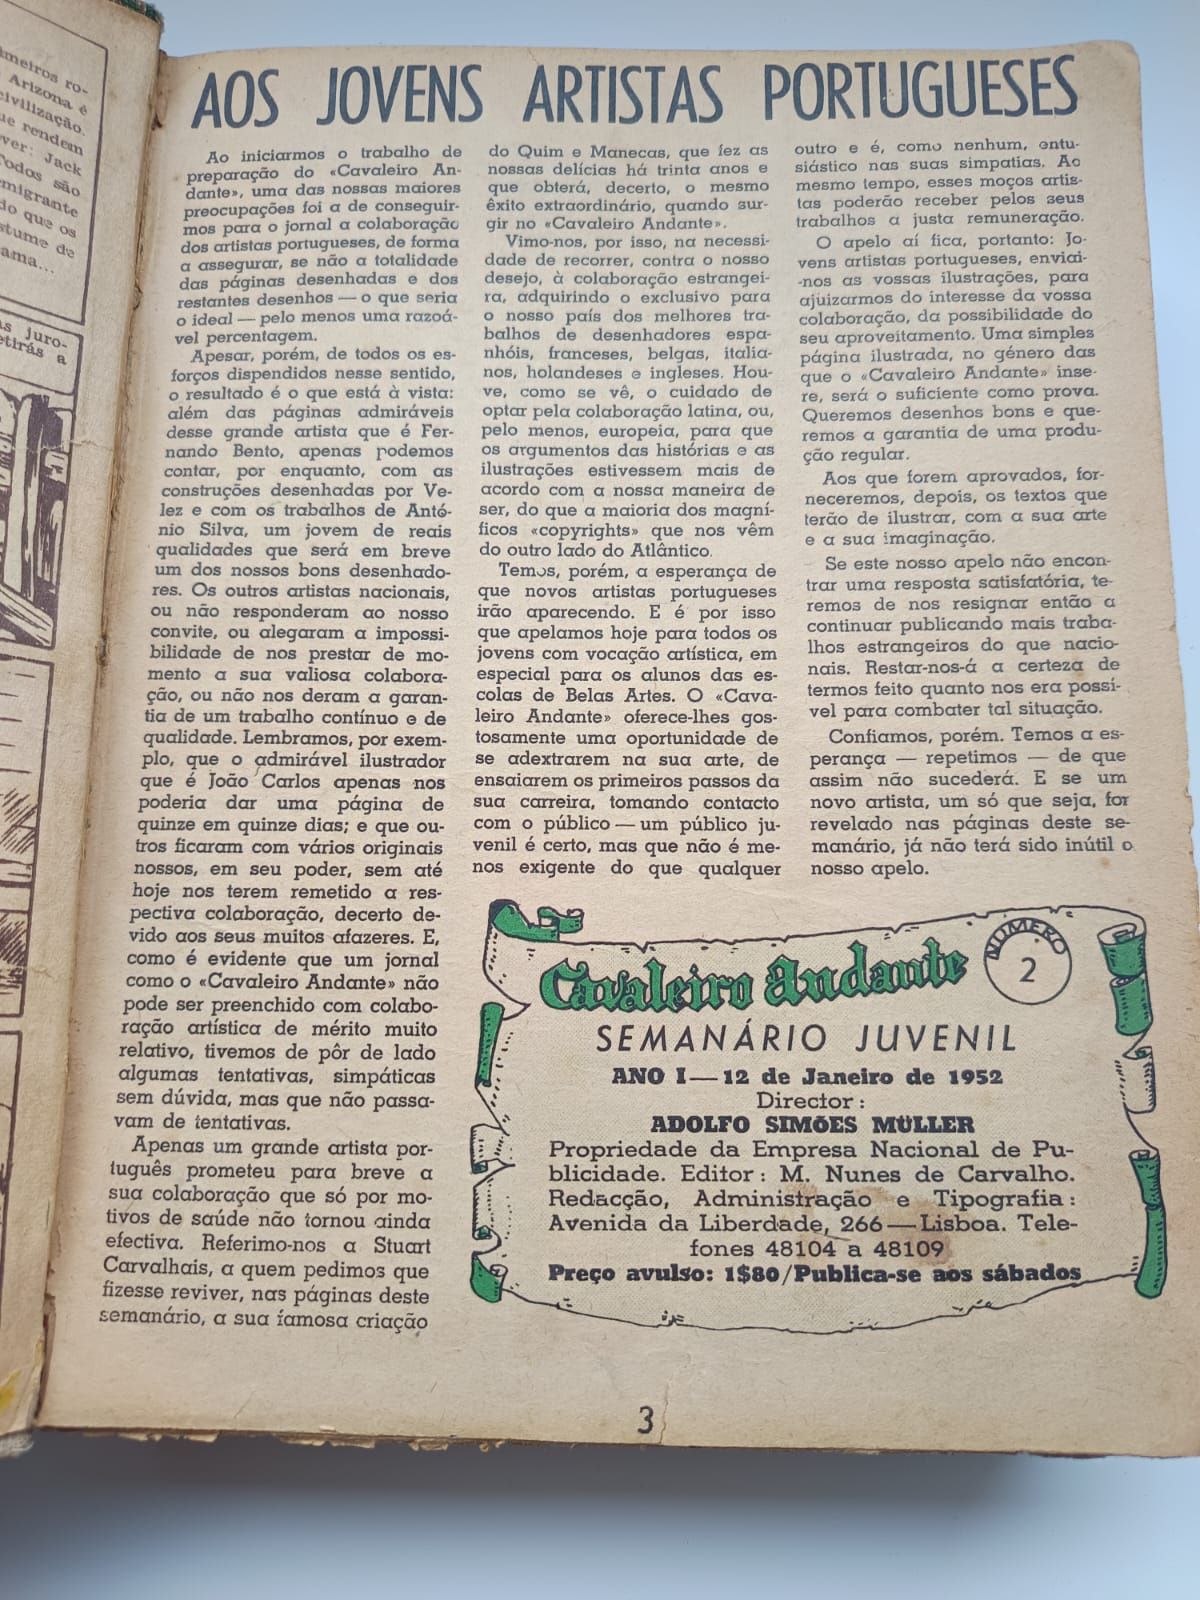 meiros ro-
Arizona é
civilização.
ue rendem
ver: Jack
Todos são
migrante
do que os
stume de
ama...
as juro-
etirás a
AOS JOVENS ARTISTAS PORTUGUESES
Ao iniciarmos o trabalho de
preparação do «Cavaleiro An-
dante», uma das nossas maiores
preocupações foi a de conseguir-
mos para o jornal a colaboração
dos artistas portugueses, de forma
a assegurar, se não a totalidade
das páginas desenhadas e dos
restantes desenhos — o que seria
o ideal — pelo menos uma razoá-
vel percentagem.
Apesar, porém, de todos os es-
forços dispendidos nesse sentido,
o resultado é o que está à vista:
além das páginas admiráveis
desse grande artista que é Fer-
nando Bento, apenas podemos
contar, por enquanto, com as
construções desenhadas por Ve-
lez e com os trabalhos de Antó-
nio Silva, um jovem de reais
qualidades que será em breve
um dos nossos bons desenhado-
res. Os outros artistas nacionais,
ou não responderam ao nosso
convite, ou alegaram a impossi-
bilidade de nos prestar de mo-
mento a sua valiosa colabora-
ção, ou não nos deram a garan-
tia de um trabalho contínuo e de
qualidade. Lembramos, por exem-
plo, que o admirável ilustrador
que é João Carlos apenas nos
poderia dar uma página de
quinze em quinze dias; e que ou-
tros ficaram com vários originais
nossos, em seu poder, sem até
hoje nos terem remetido a res-
pectiva colaboração, decerto de-
vido aos seus muitos afazeres. E,
como é evidente que um jornal
como o «Cavaleiro Andante» não
pode ser preenchido com colabo-
ração artística de mérito muito
relativo, tivemos de pôr de lado
algumas tentativas, simpáticas
sem dúvida, mas que não passa-
vam de tentativas.
Apenas um grande artista por-
tuguês prometeu para breve a
sua colaboração que só por mo-
tivos de saúde não tornou ainda
efectiva. Referimo-nos a Stuart
Carvalhais, a quem pedimos que
fizesse reviver, nas páginas deste
semanário, a sua famosa criação
do Quim e Manecas, que fez as
nossas delícias há trinta anos e
que obterá, decerto, o mesmo
êxito extraordinário, quando sur-
gir no «Cavaleiro Andante».
Vimo-nos, por isso, na necessi-
dade de recorrer, contra o nosso
desejo, à colaboração estrangei-
ra, adquirindo o exclusivo para
o nosso país dos melhores tra-
balhos de desenhadores espa-
nhóis, franceses, belgas, italia-
nos, holandeses e ingleses. Hou-
ve, como se vê, o cuidado de
optar pela colaboração latina, ou,
pelo menos, europeia, para que
os argumentos das histórias e as
ilustrações estivessem mais de
acordo com a nossa maneira de
ser, do que a maioria dos magní-
ficos «copyrights» que nos vêm
do outro lado do Atlântico.
Temos, porém, a esperança de
que novos artistas portugueses
irão aparecendo. E é por isso
que apelamos hoje para todos os
jovens com vocação artística, em
especial para os alunos das es-
colas de Belas Artes. O «Cava-
leiro Andante» oferece-lhes gos-
tosamente uma oportunidade de
se adextrarem na sua arte, de
ensaiarem os primeiros passos da
sua carreira, tomando contacto
com o público — um público ju-
venil é certo, mas que não é me-
nos exigente do que qualquer
outro e é, como nenhum, entu-
siástico nas suas simpatias. Ao
mesmo tempo, esses moços artis-
tas poderão receber pelos seus
trabalhos a justa remuneração.
O apelo aí fica, portanto: Jo-
vens artistas portugueses, enviai-
-nos as vossas ilustrações, para
ajuizarmos do interesse da vossa
colaboração, da possibilidade do
seu aproveitamento. Uma simples
página ilustrada, no género das
que o «Cavaleiro Andante» inse-
re, será o suficiente como prova.
Queremos desenhos bons e que-
remos a garantia de uma produ-
ção regular.
Aos que forem aprovados, for-
neceremos, depois, os textos que
terão de ilustrar, com a sua arte
e a sua imaginação.
Se este nosso apelo não encon-
trar uma resposta satisfatória, te-
remos de nos resignar então a
continuar publicando mais traba-
lhos estrangeiros do que nacio-
nais. Restar-nos-á a certeza de
termos feito quanto nos era possí-
vel para combater tal situação.
Confiamos, porém. Temos a es-
perança — repetimos — de que
assim não sucederá. E se um
novo artista, um só que seja, for
revelado nas páginas deste se-
manário, já não terá sido inútil o
nosso apelo.
Cavaleiro Andante
NÚMERO
2
SEMANÁRIO JUVENIL
ANO I — 12 de Janeiro de 1952
Director:
ADOLFO SIMÕES MÜLLER
Propriedade da Empresa Nacional de Pu-
blicidade. Editor: M. Nunes de Carvalho.
Redacção, Administração e Tipografia:
Avenida da Liberdade, 266 — Lisboa. Tele-
fones 48104 a 48109
Preço avulso: 1$80/Publica-se aos sábados
3